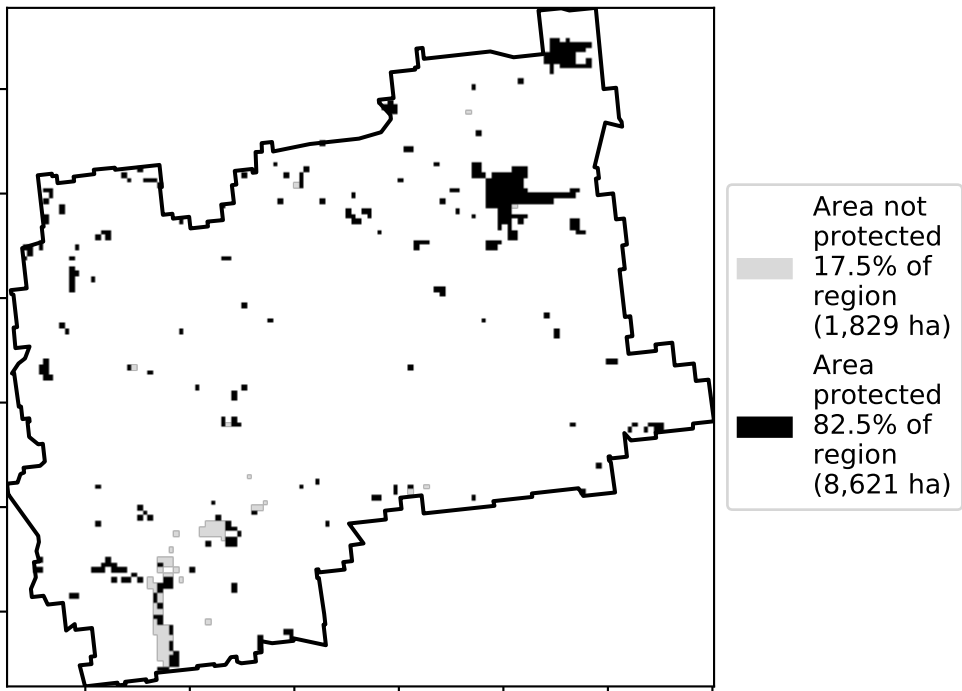 Area not
protected
17.5% of
region
(1,829 ha)
Area
protected
82.5% of
region
(8,621 ha)